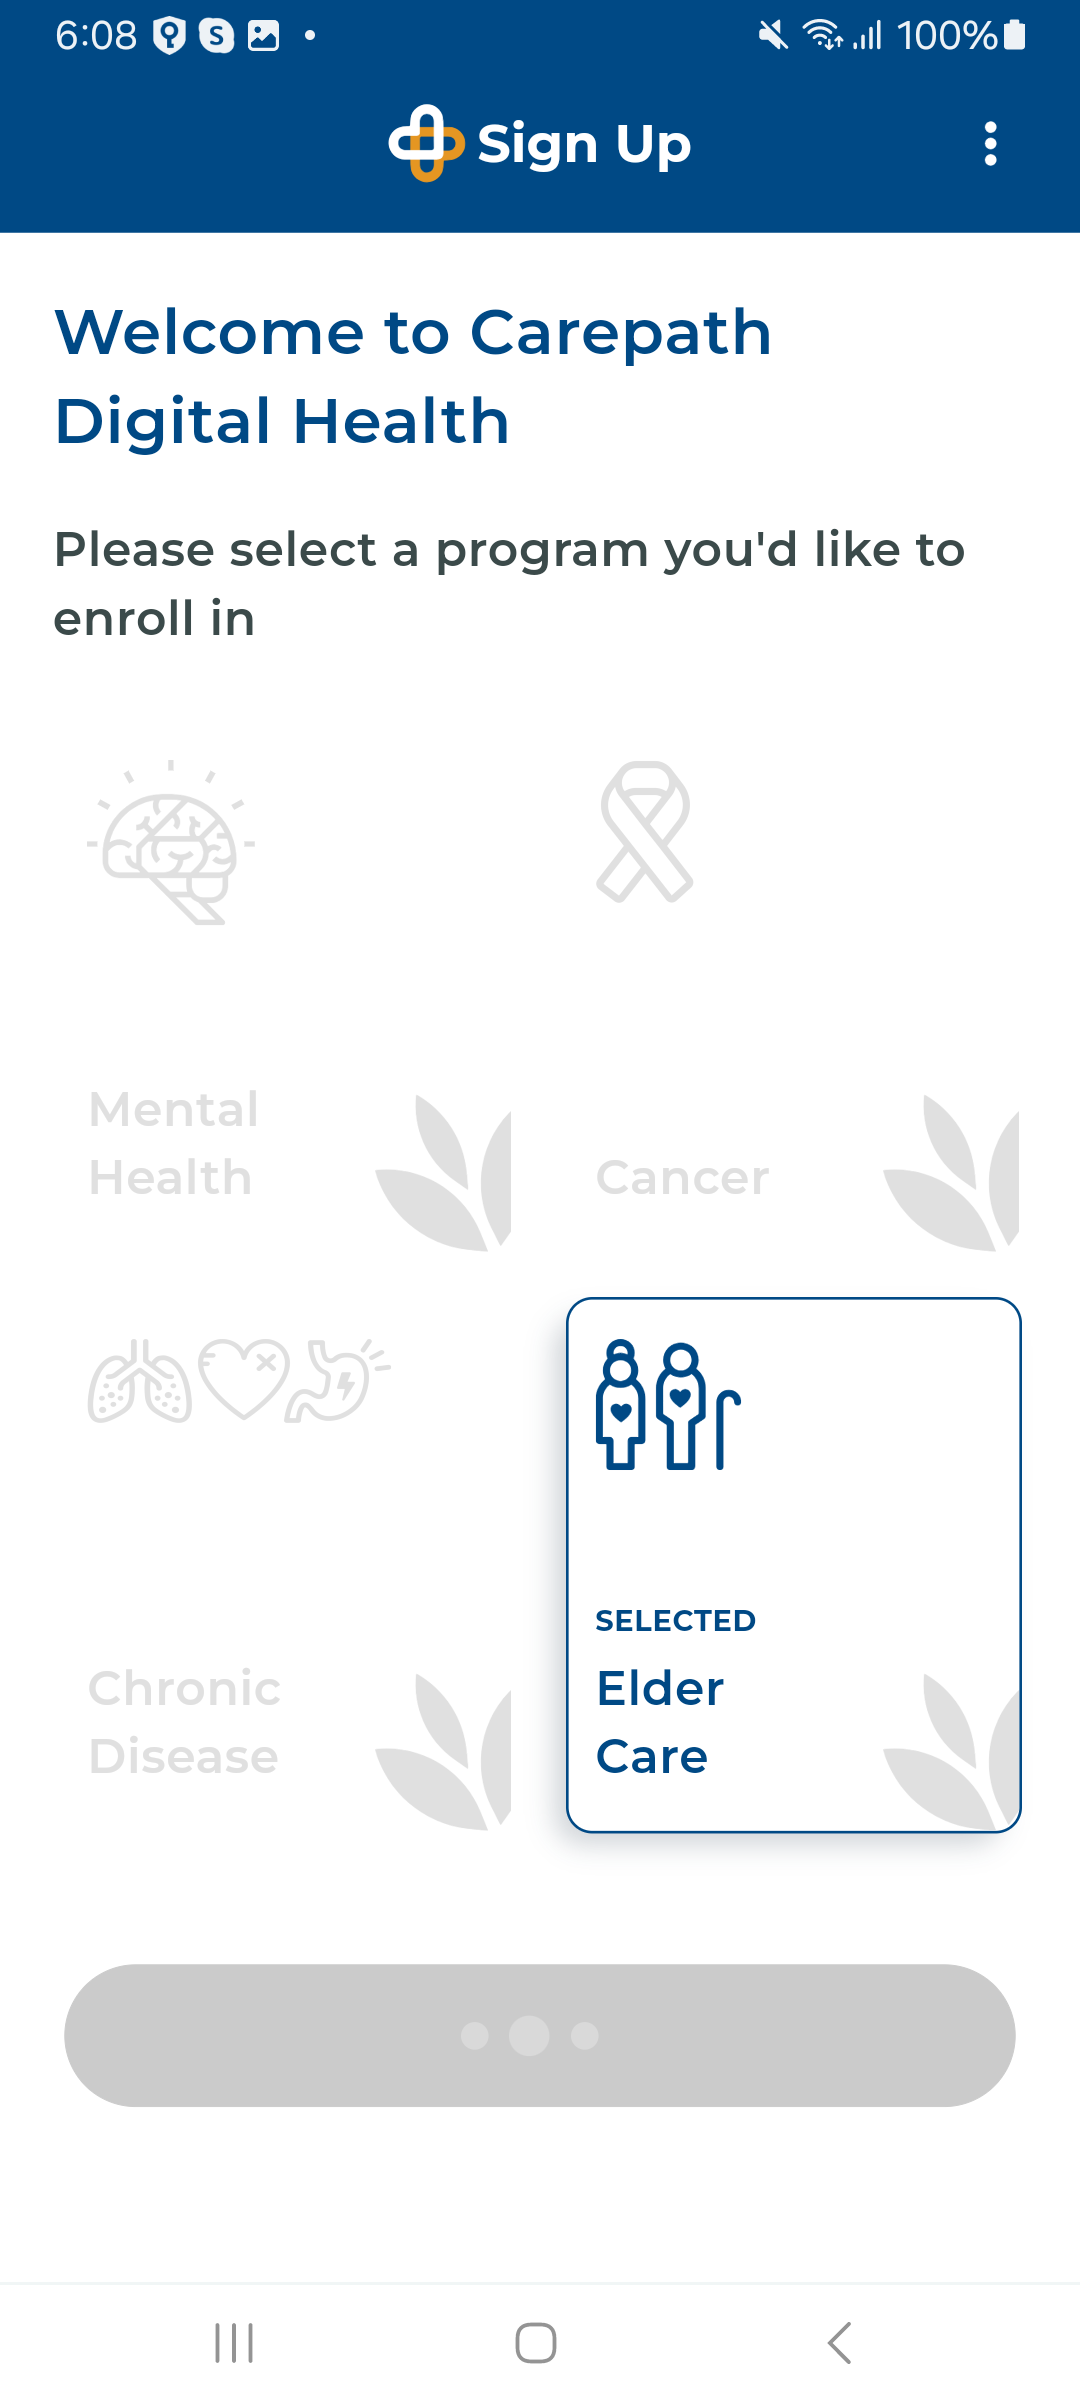 6:08
100%
Sign Up
Welcome to Carepath
Digital Health
Please select a program you'd like to
enroll in
Mental
Health
Cancer
Chronic
Disease
SELECTED
Elder
Care